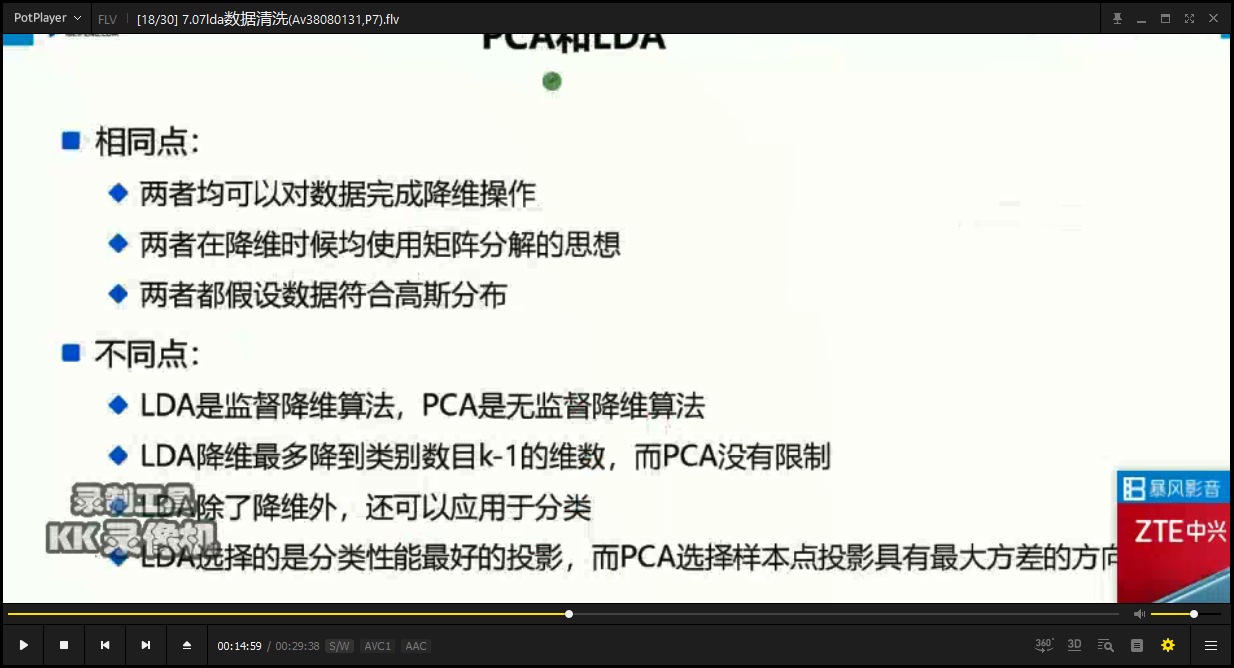 PotPlayer
FLV
[18/30] 7.07lda数据清洗(Av38080131,P7).flv
PCA和LDA
相同点：
两者均可以对数据完成降维操作
两者在降维时候均使用矩阵分解的思想
两者都假设数据符合高斯分布
不同点：
LDA是监督降维算法，PCA是无监督降维算法
LDA降维最多降到类别数目k-1的维数，而PCA没有限制
录制工具
LDA除了降维外，还可以应用于分类
KK录像机
LDA选择的是分类性能最好的投影，而PCA选择样本点投影具有最大方差的方向
暴风影音
ZTE中兴
00:14:59 / 00:29:38 S/W AVC1 AAC
360°
3D